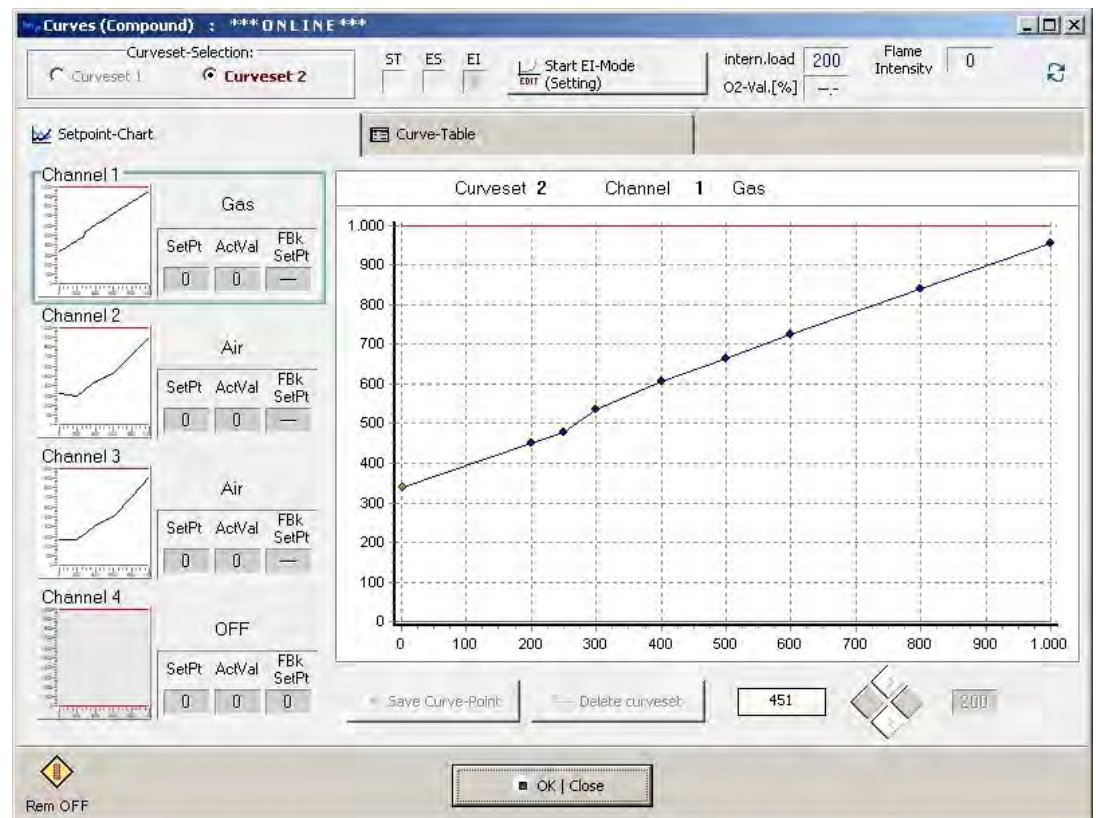 Curves (Compound) : ***ONLINE***
Curveset-Selection:
Curveset 1 Curveset 2
ST ES EI
EDIT Start EI-Mode
(Setting)
intern.load 200
O2-Val.[%] --.-
Flame
Intensity 0
Setpoint-Chart
Curve-Table
Channel 1
Gas
SetPt ActVal FBk
SetPt
0 0 ---
Channel 2
Air
SetPt ActVal FBk
SetPt
0 0 ---
Channel 3
Air
SetPt ActVal FBk
SetPt
0 0 ---
Channel 4
OFF
SetPt ActVal FBk
SetPt
0 0 0
Curveset 2 Channel 1 Gas
1.000
900
800
700
600
500
400
300
200
100
0
0 100 200 300 400 500 600 700 800 900 1.000
Save Curve-Point
Delete curveset
451
200
Rem OFF
OK | Close